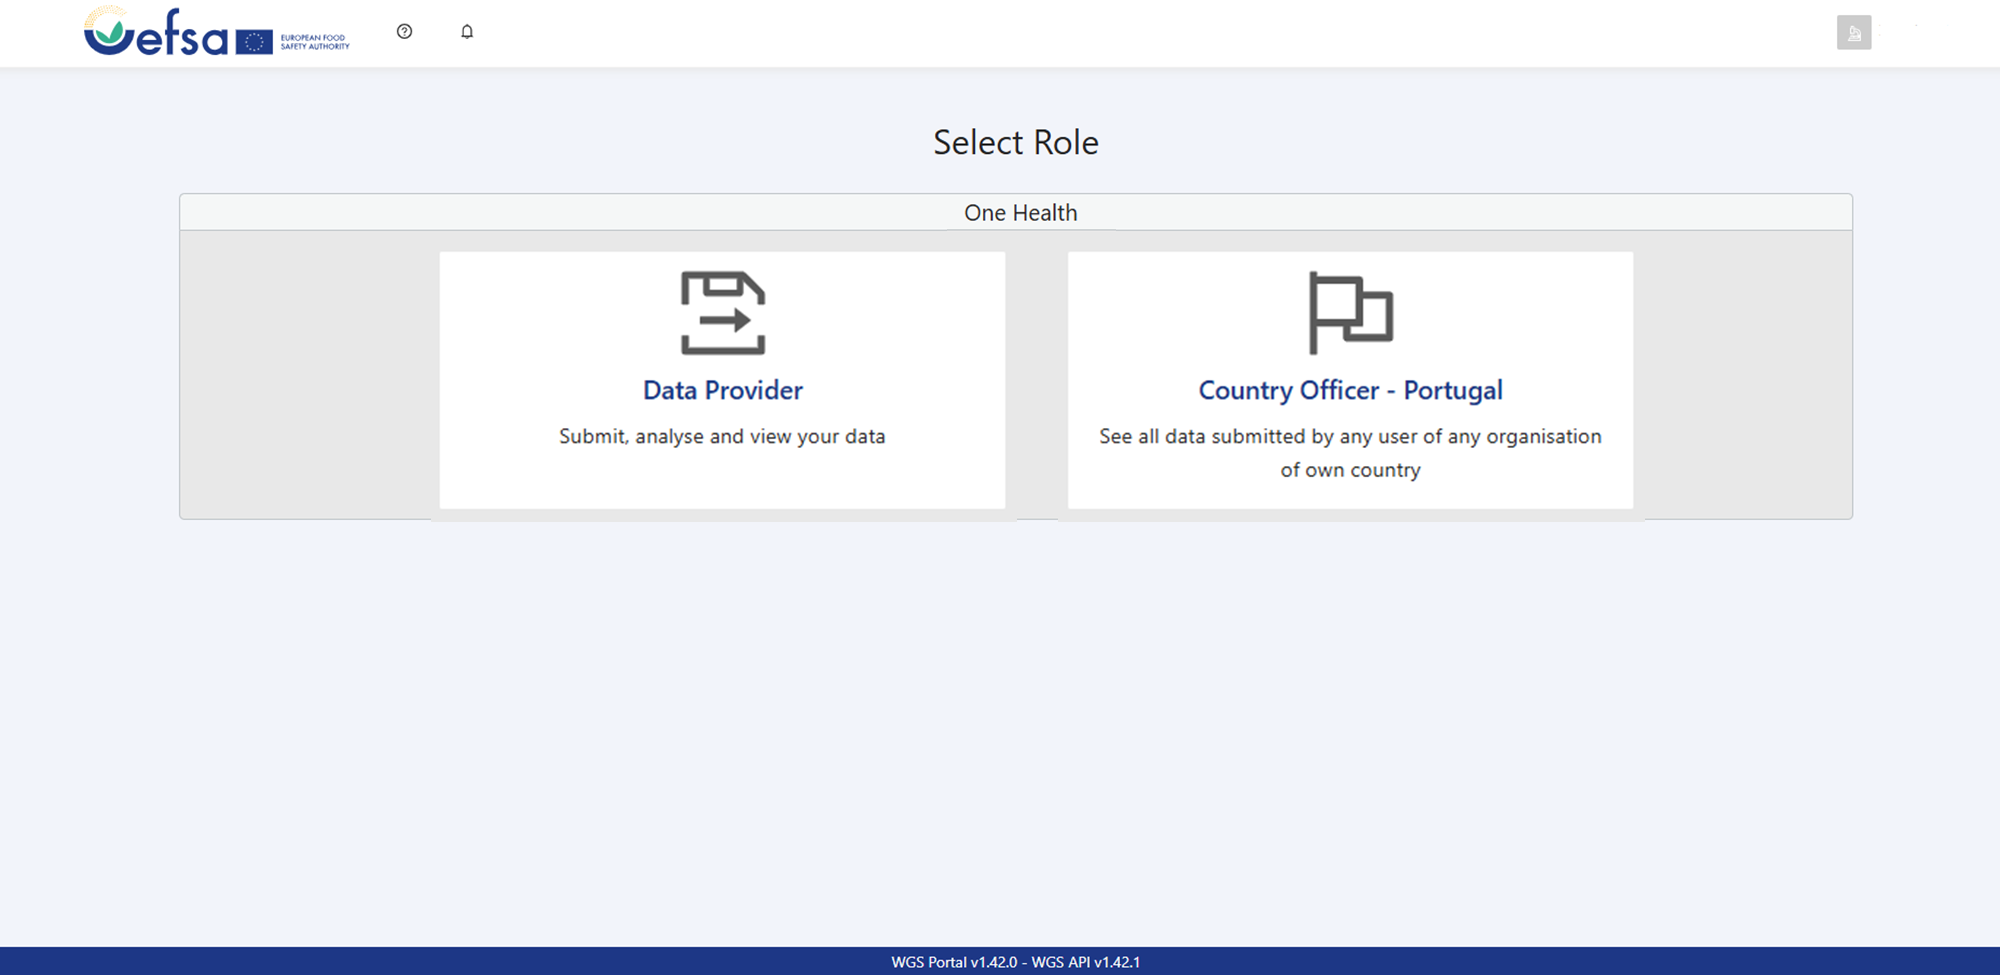 efsa
EUROPEAN FOOD
SAFETY AUTHORITY
Select Role
One Health
Data Provider
Submit, analyse and view your data
Country Officer - Portugal
See all data submitted by any user of any organisation
of own country
WGS Portal v1.42.0 - WGS API v1.42.1